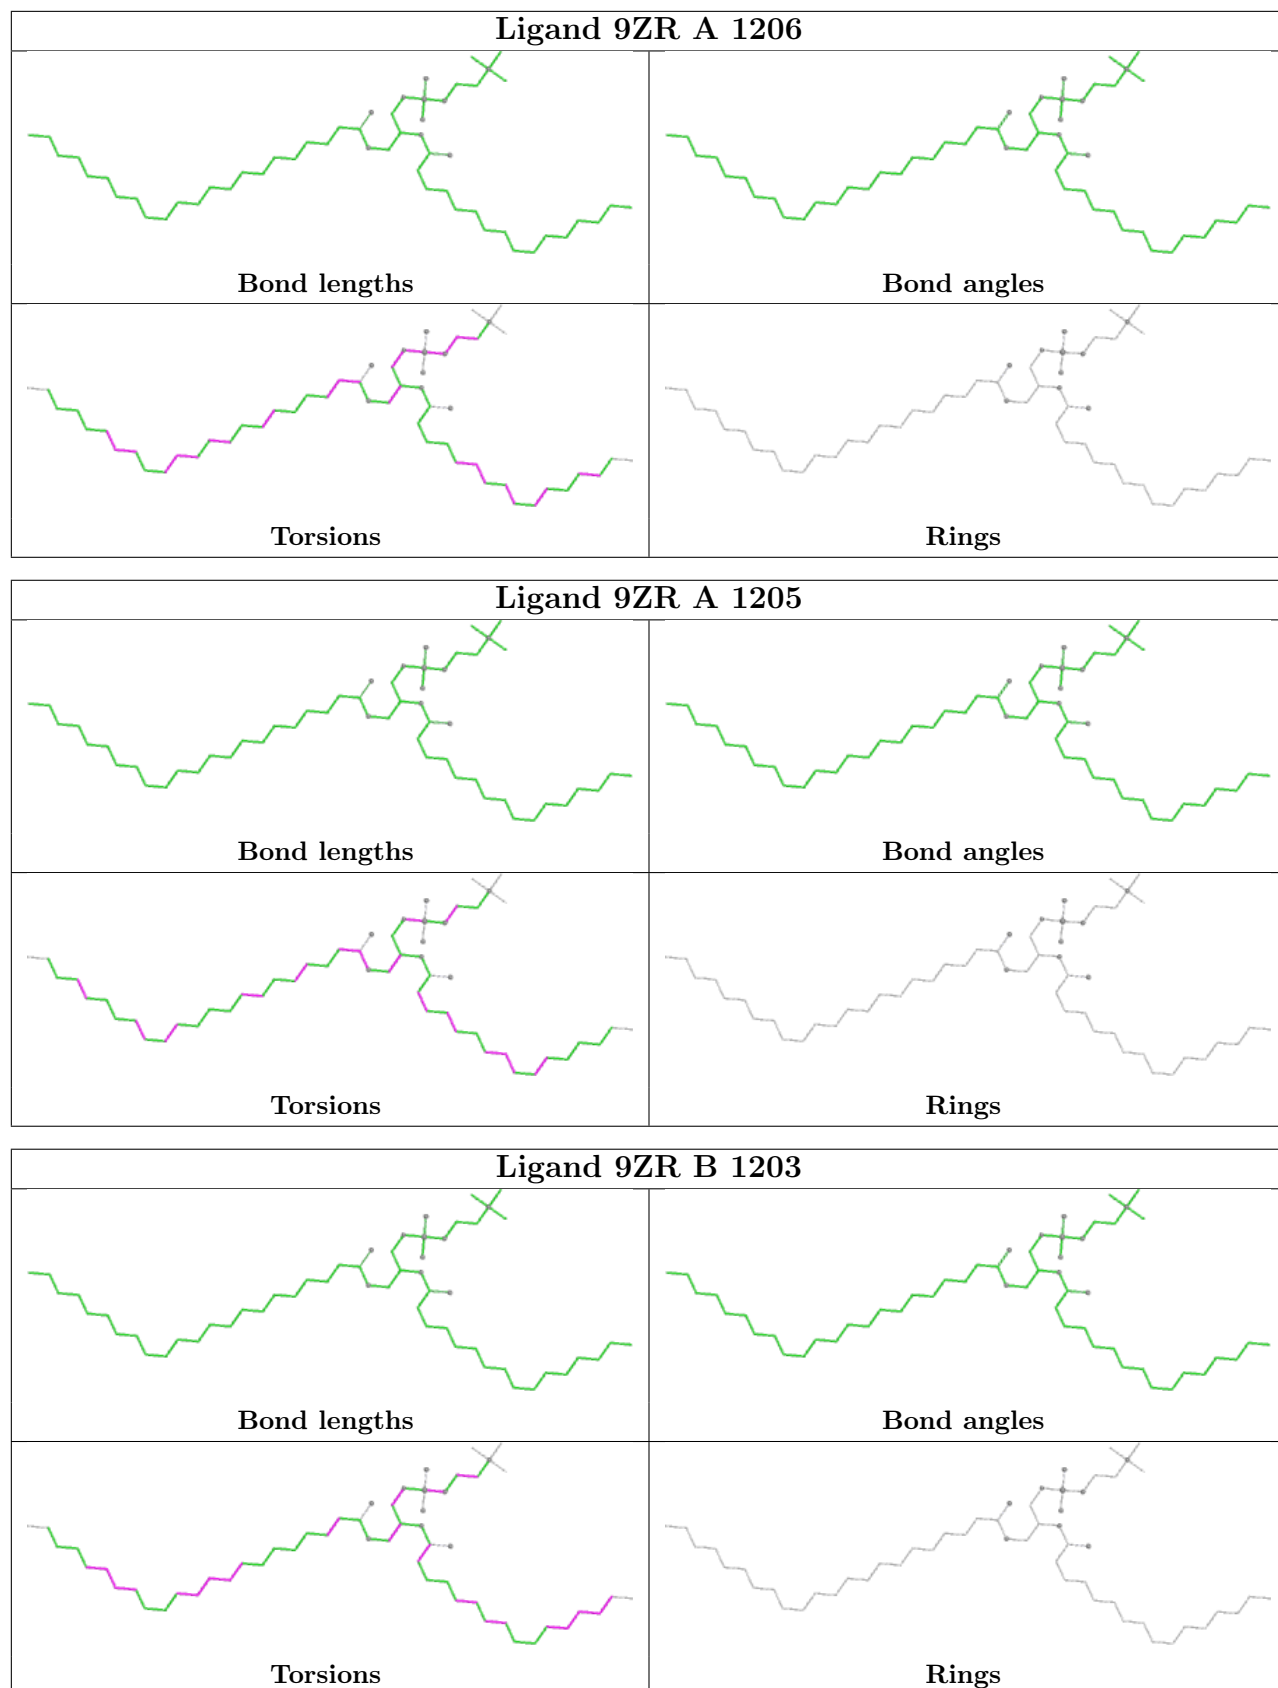 Ligand 9ZR A 1206
Bond lengths
Bond angles
Torsions
Rings
Ligand 9ZR A 1205
Bond lengths
Bond angles
Torsions
Rings
Ligand 9ZR B 1203
Bond lengths
Bond angles
Torsions
Rings